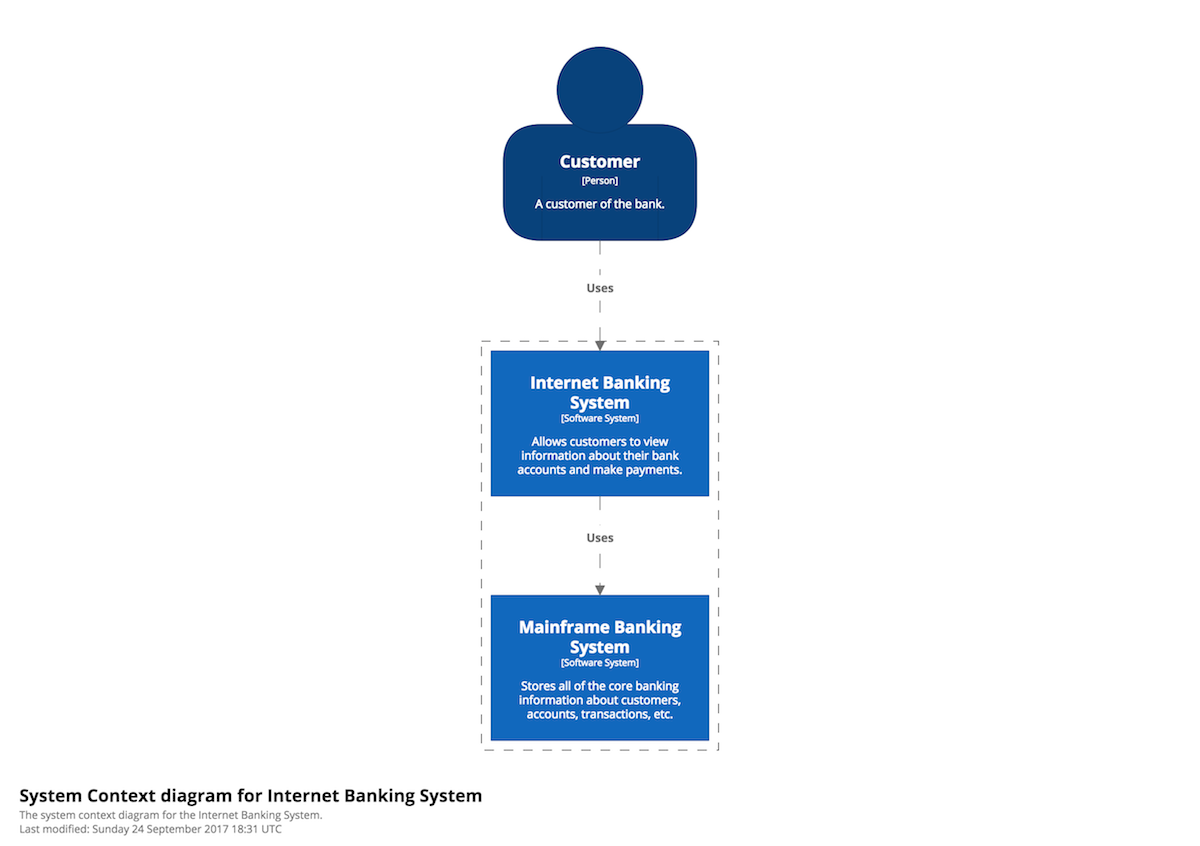 Customer
[Person]
A customer of the bank.
Uses
Internet Banking
System
[Software System]
Allows customers to view
information about their bank
accounts and make payments.
Uses
Mainframe Banking
System
[Software System]
Stores all of the core banking
information about customers,
accounts, transactions, etc.
System Context diagram for Internet Banking System
The system context diagram for the Internet Banking System.
Last modified: Sunday 24 September 2017 18:31 UTC